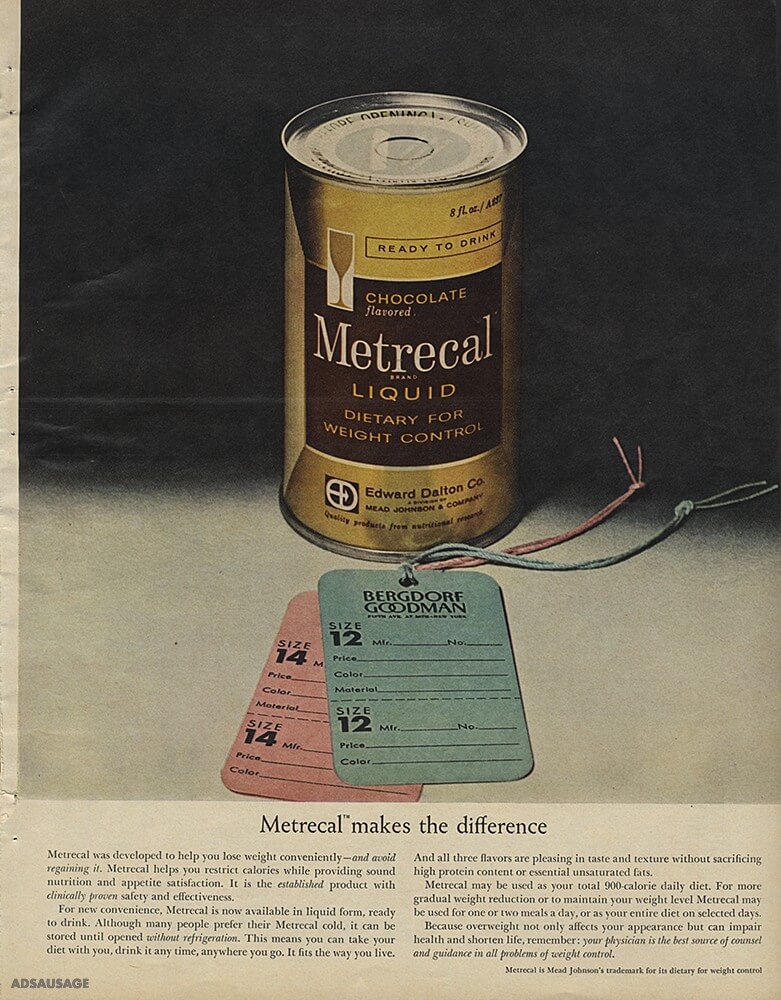 8 fl. oz./
READY TO DRINK
CHOCOLATE
flavored
Metrecal
BRAND
LIQUID
DIETARY FOR
WEIGHT CONTROL
Edward Dalton Co.
A DIVISION OF
MEAD JOHNSON & COMPANY
Quality products from nutritional research
BERGDORF
GOODMAN
FIFTH AVE. AT 58TH • NEW YORK
SIZE
12 Mfr. No.
Price
Color
Material
SIZE
12 Mfr. No.
Price
Color
SIZE
14 M
Price
Color
Material
SIZE
14 Mfr.
Price
Color
Metrecal™ makes the difference
Metrecal was developed to help you lose weight conveniently—and avoid
regaining it. Metrecal helps you restrict calories while providing sound
nutrition and appetite satisfaction. It is the established product with
clinically proven safety and effectiveness.
For new convenience, Metrecal is now available in liquid form, ready
to drink. Although many people prefer their Metrecal cold, it can be
stored until opened without refrigeration. This means you can take your
diet with you, drink it any time, anywhere you go. It fits the way you live.
And all three flavors are pleasing in taste and texture without sacrificing
high protein content or essential unsaturated fats.
Metrecal may be used as your total 900-calorie daily diet. For more
gradual weight reduction or to maintain your weight level Metrecal may
be used for one or two meals a day, or as your entire diet on selected days.
Because overweight not only affects your appearance but can impair
health and shorten life, remember: your physician is the best source of counsel
and guidance in all problems of weight control.
Metrecal is Mead Johnson's trademark for its dietary for weight control
ADSAUSAGE